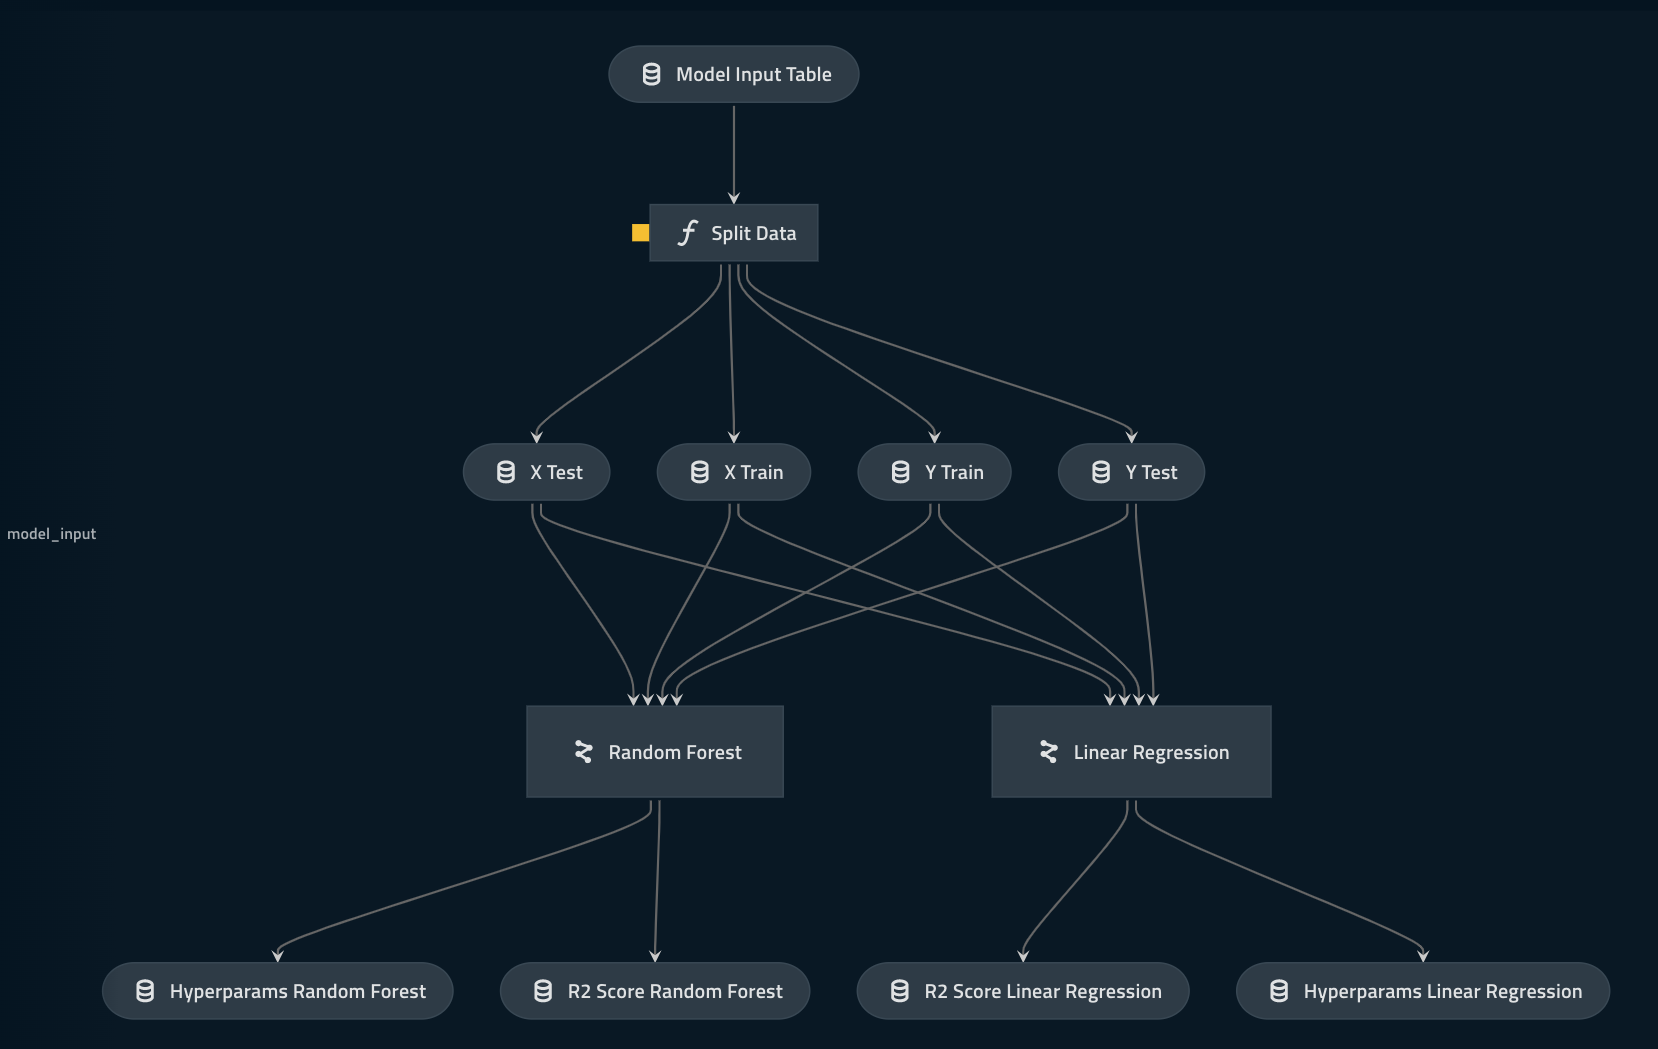 Model Input Table
Split Data
X Test
X Train
Y Train
Y Test
model_input
Random Forest
Linear Regression
Hyperparams Random Forest
R2 Score Random Forest
R2 Score Linear Regression
Hyperparams Linear Regression